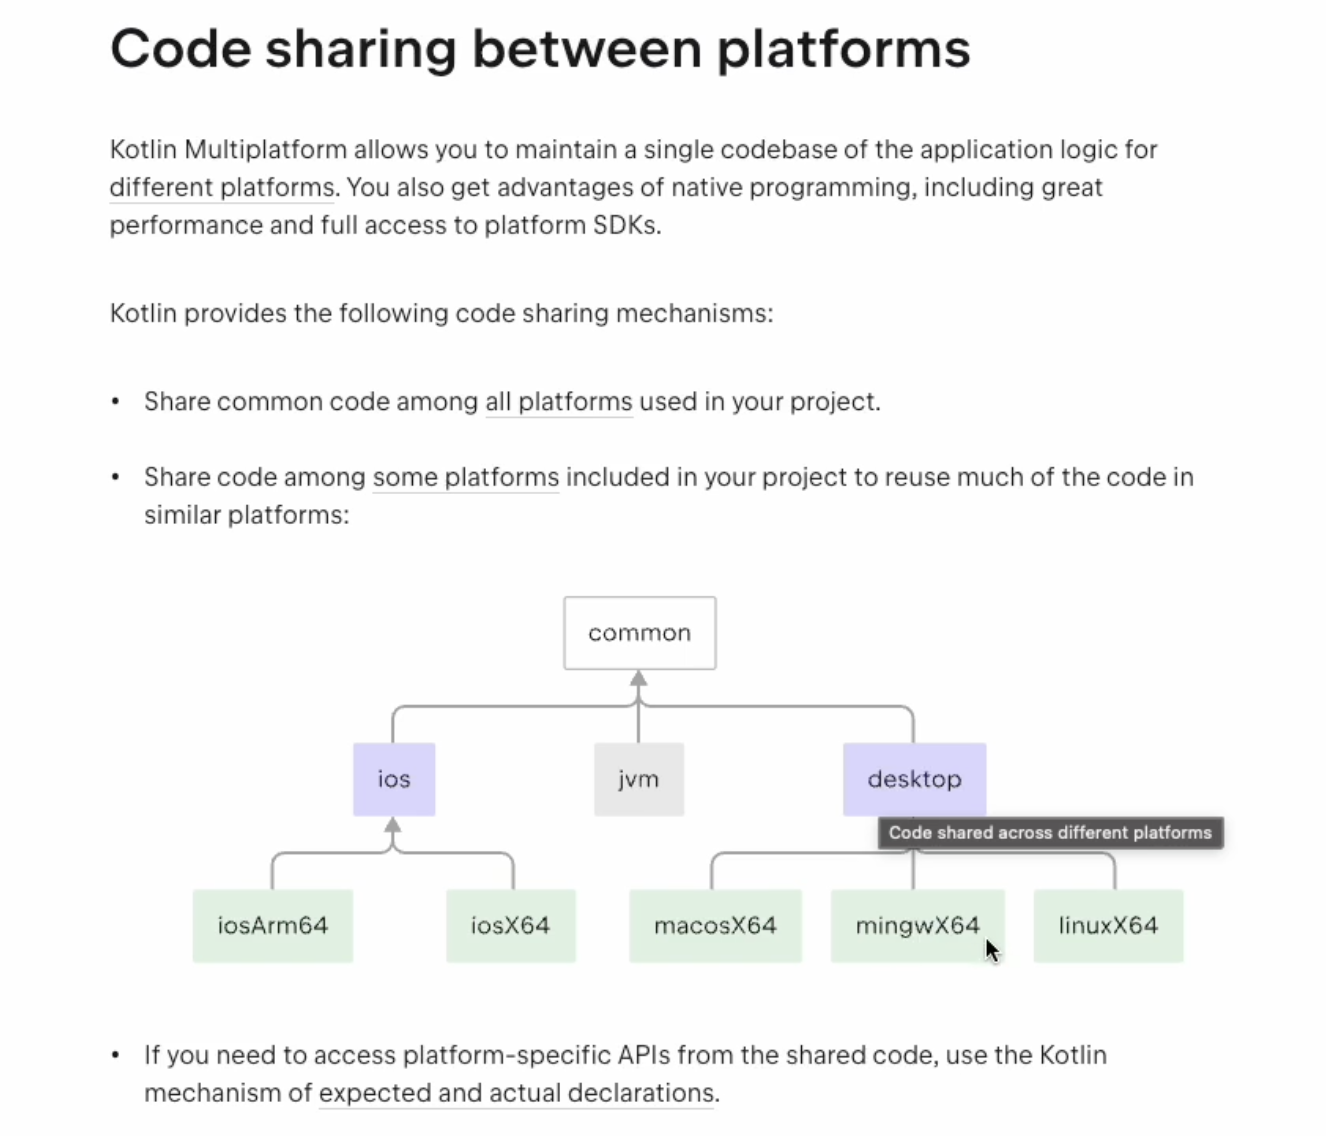 Code sharing between platforms
Kotlin Multiplatform allows you to maintain a single codebase of the application logic for
different platforms. You also get advantages of native programming, including great
performance and full access to platform SDKs.
Kotlin provides the following code sharing mechanisms:
• Share common code among all platforms used in your project.
• Share code among some platforms included in your project to reuse much of the code in
similar platforms:
common
ios jvm desktop
Code shared across different platforms
iosArm64 iosX64 macosX64 mingwX64 linuxX64
• If you need to access platform-specific APIs from the shared code, use the Kotlin
mechanism of expected and actual declarations.